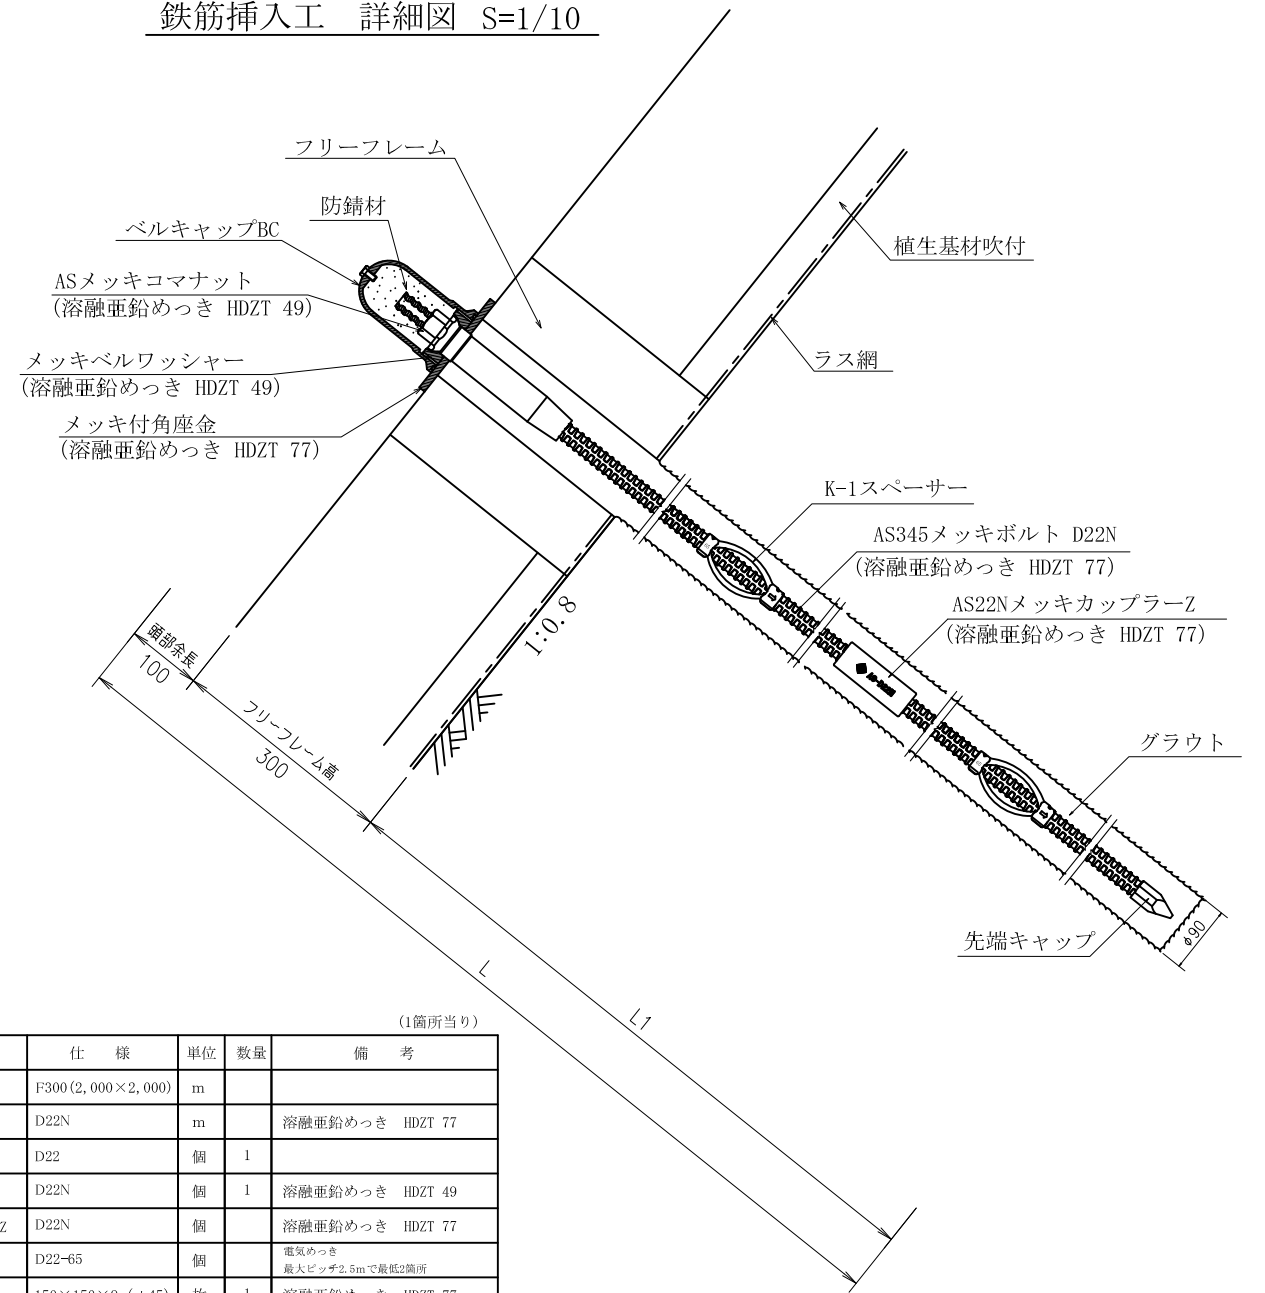 鉄筋挿入工　詳細図　S=1/10
フリーフレーム
防錆材
ベルキャップBC
ASメッキコマナット
(溶融亜鉛めっき HDZT 49)
メッキベルワッシャー
(溶融亜鉛めっき HDZT 49)
メッキ付角座金
(溶融亜鉛めっき HDZT 77)
植生基材吹付
ラス網
K-1スペーサー
AS345メッキボルト D22N
(溶融亜鉛めっき HDZT 77)
AS22NメッキカップラーZ
(溶融亜鉛めっき HDZT 77)
グラウト
先端キャップ
φ90
1:0.8
頭部余長
100
フリーフレーム高
300
L
L1
(1箇所当り)
仕　様 単位 数量 備　考
F300(2,000×2,000) m
D22N m 溶融亜鉛めっき HDZT 77
D22 個 1
D22N 個 1 溶融亜鉛めっき HDZT 49
Z D22N 個 溶融亜鉛めっき HDZT 77
D22-65 個 電気めっき
最大ピッチ2.5mで最低2箇所